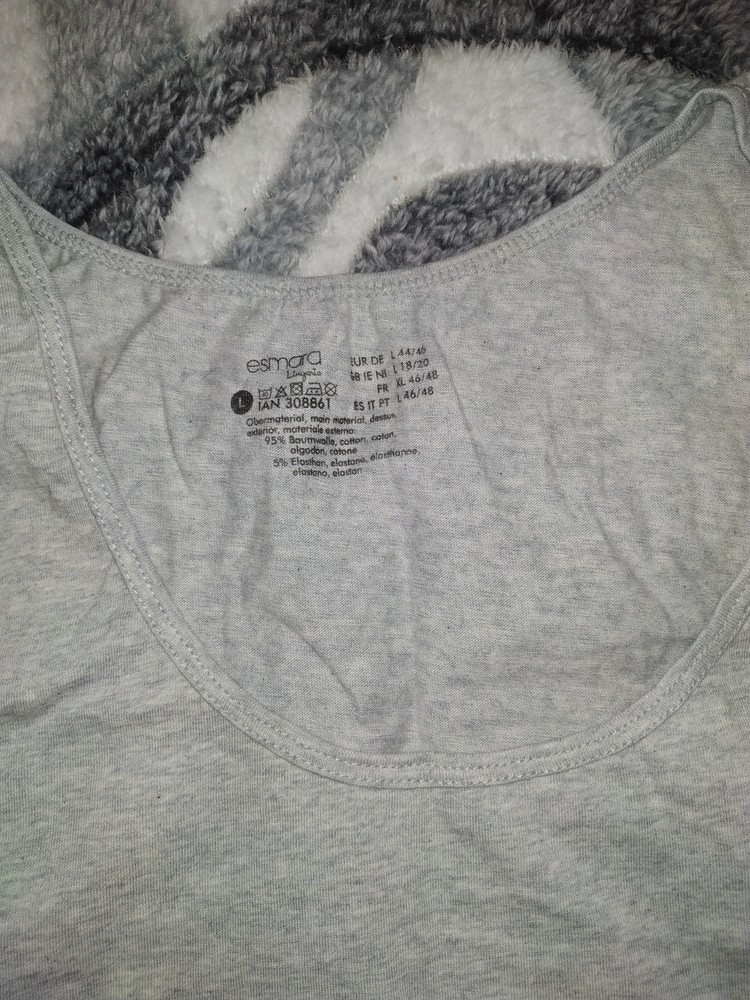 esmara
Lingerie
L
IAN 308861
EUR DE L 44/46
GB IE NI L 18/20
FR XL 46/48
ES IT PT L 46/48
Obermaterial, main material, dessus,
exterior, materiale esterno:
95% Baumwolle, cotton, coton,
algodón, cotone
5% Elasthan, elastane, élasthanne,
elastano, elastan